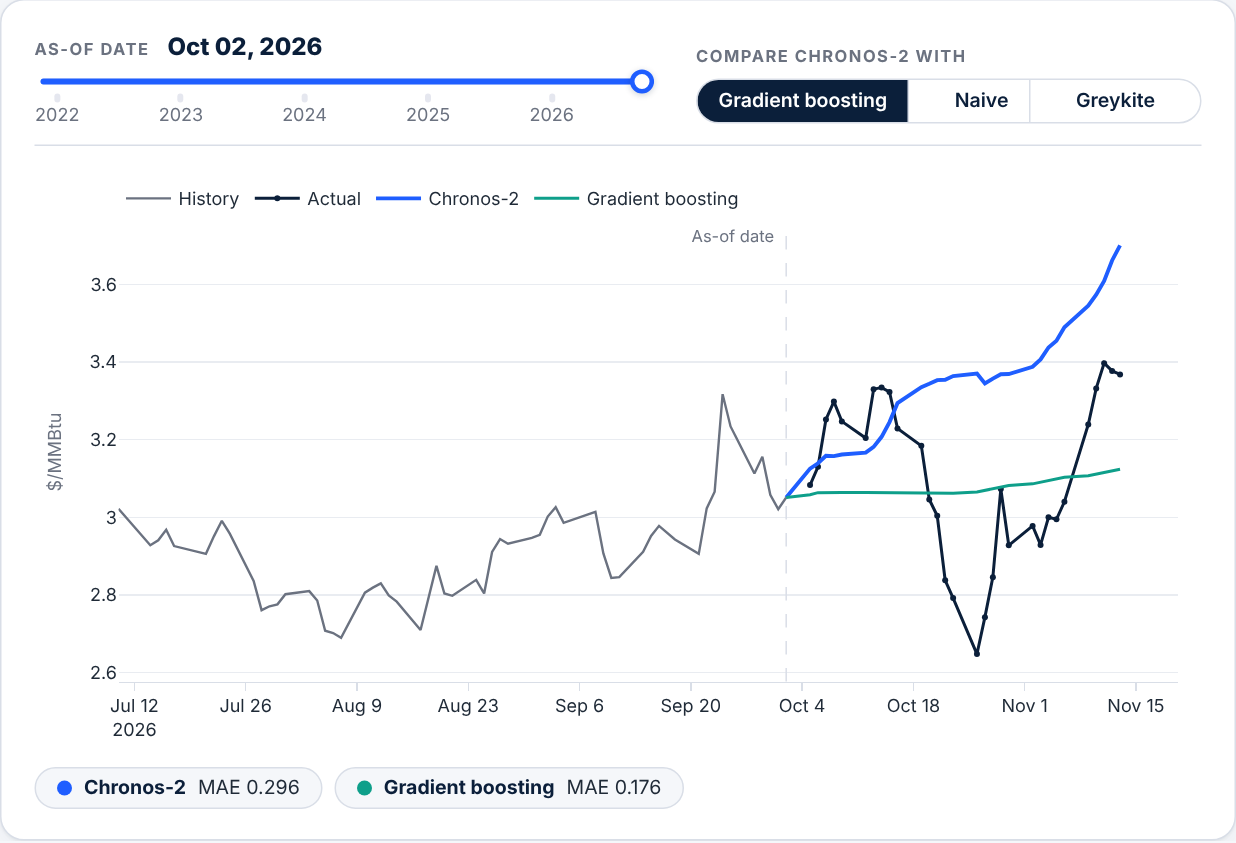 AS-OF DATE Oct 02, 2026
2022 2023 2024 2025 2026
COMPARE CHRONOS-2 WITH
Gradient boosting Naive Greykite
History Actual Chronos-2 Gradient boosting
As-of date
$/MMBtu
3.6
3.4
3.2
3
2.8
2.6
Jul 12 Jul 26 Aug 9 Aug 23 Sep 6 Sep 20 Oct 4 Oct 18 Nov 1 Nov 15
2026
Chronos-2 MAE 0.296 Gradient boosting MAE 0.176